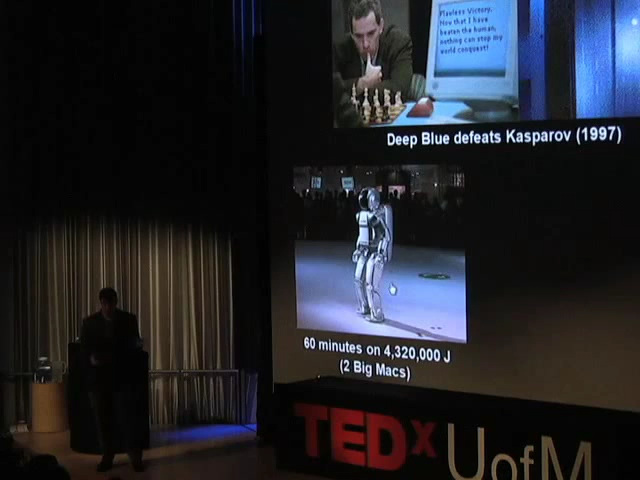 Flawless Victory.
Now that I have
beaten the human,
nothing can stop my
world conquest!
Deep Blue defeats Kasparov (1997)
60 minutes on 4,320,000 J
(2 Big Macs)
TEDx
UofM